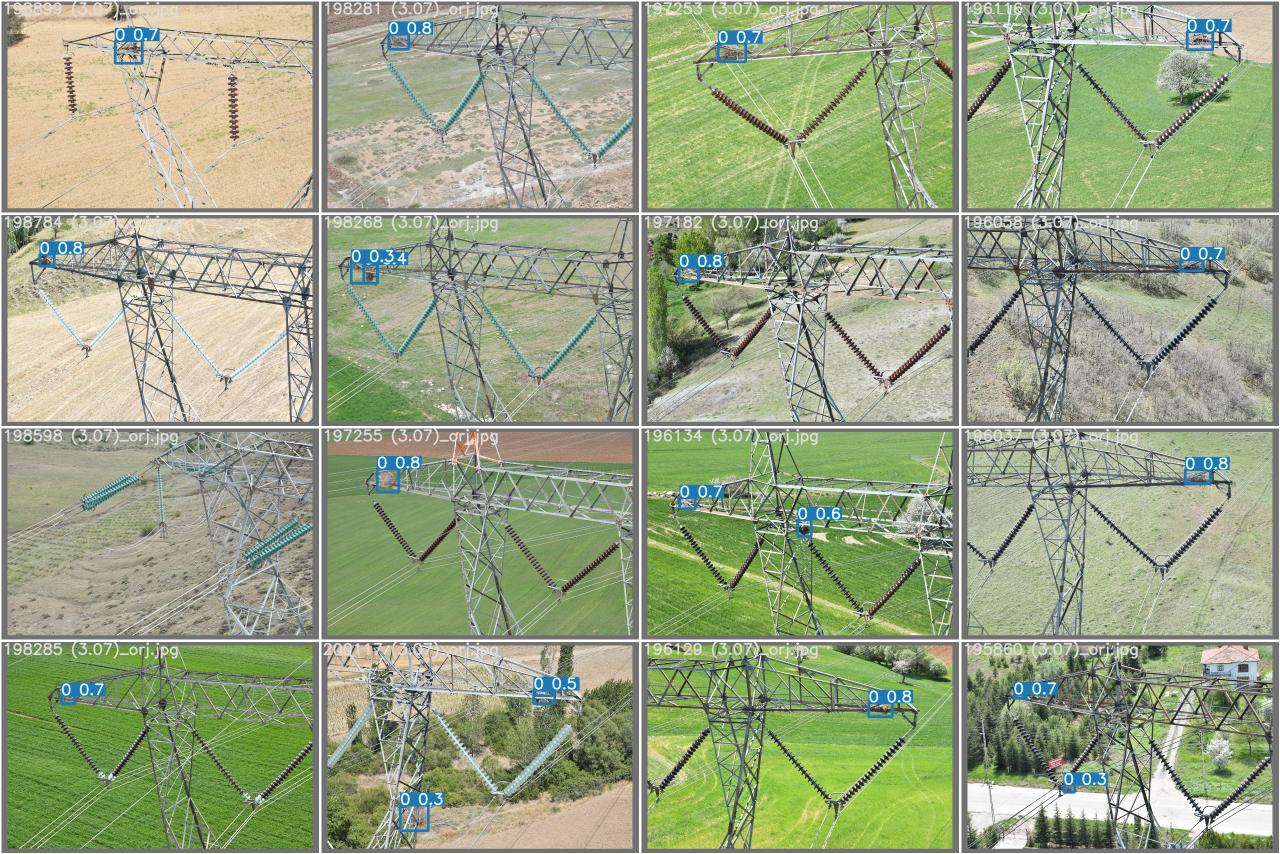 198899 (3.07)_orj.jpg
0 0.7
198281 (3.07)_orj.jpg
0 0.8
197253 (3.07)_orj.jpg
0 0.7
196116 (3.07)_orj.jpg
0 0.7
198784 (3.07)_orj.jpg
0 0.8
198268 (3.07)_orj.jpg
0 0.34
197182 (3.07)_orj.jpg
0 0.8
196058 (3.07)_orj.jpg
0 0.7
198598 (3.07)_orj.jpg
197255 (3.07)_orj.jpg
0 0.8
196134 (3.07)_orj.jpg
0 0.7
0 0.6
196037 (3.07)_orj.jpg
0 0.8
198285 (3.07)_orj.jpg
0 0.7
200117 (3.07)_orj.jpg
0 0.5
0 0.3
196129 (3.07)_orj.jpg
0 0.8
195860 (3.07)_orj.jpg
0 0.7
0 0.3